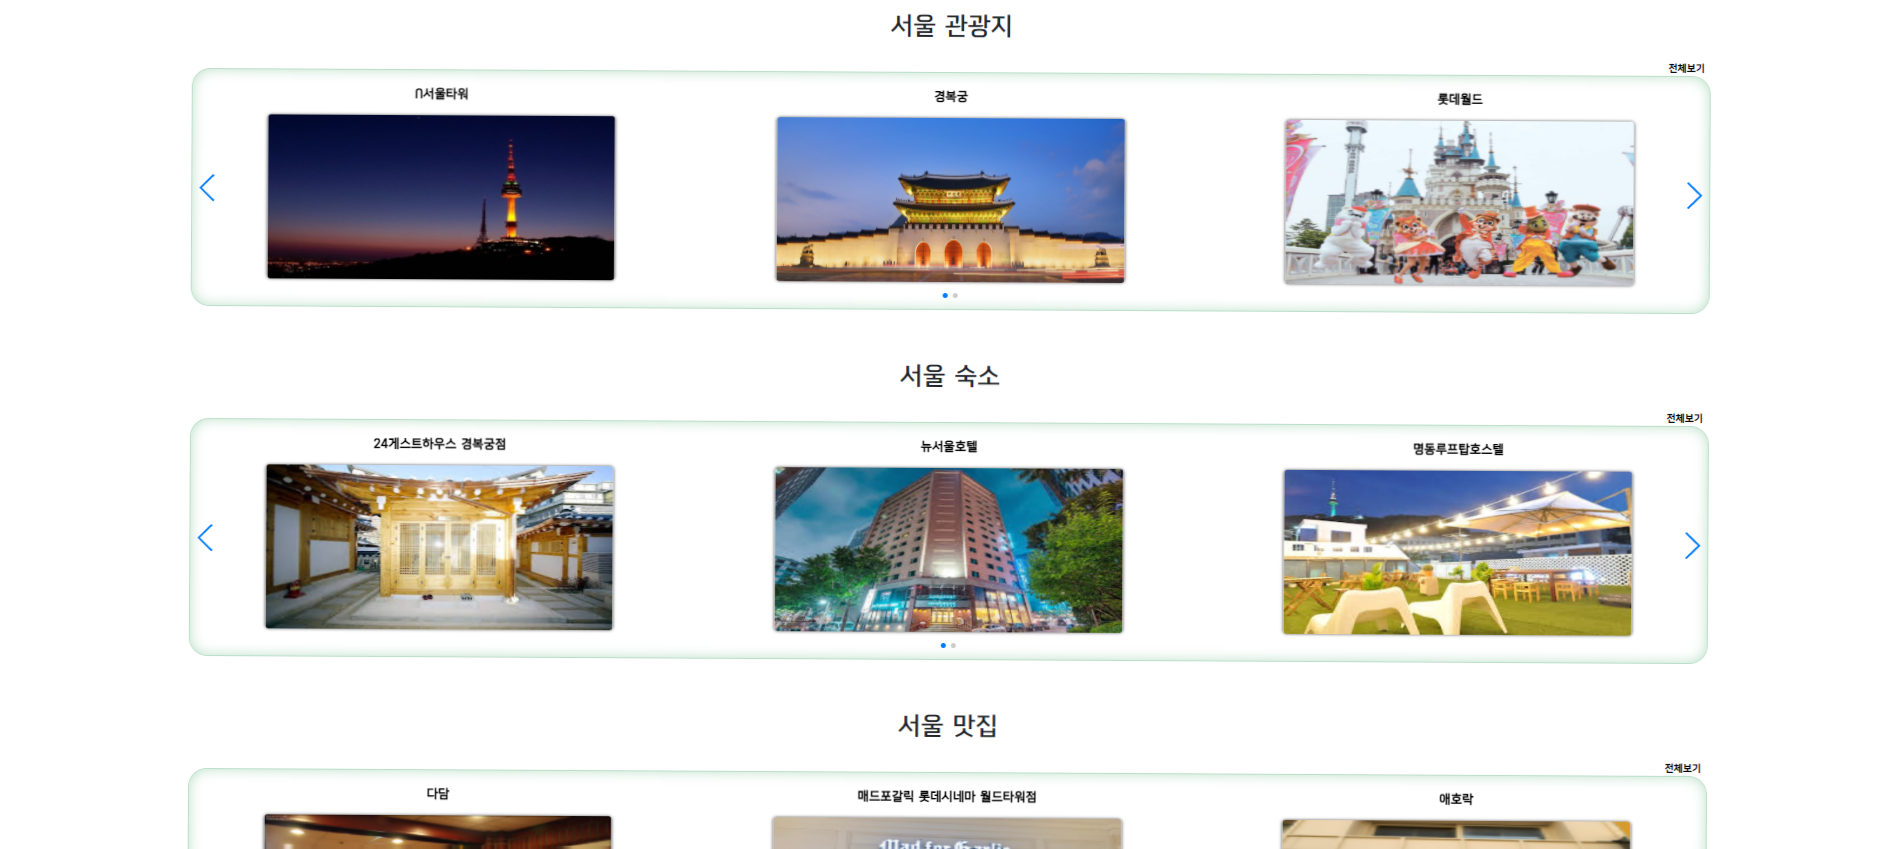 서울 관광지
전체보기
N서울타워
경복궁
롯데월드
서울 숙소
전체보기
24게스트하우스 경복궁점
뉴서울호텔
명동루프탑호스텔
서울 맛집
전체보기
다담
매드포갈릭 롯데시네마 월드타워점
애호락
Mad for Garlic